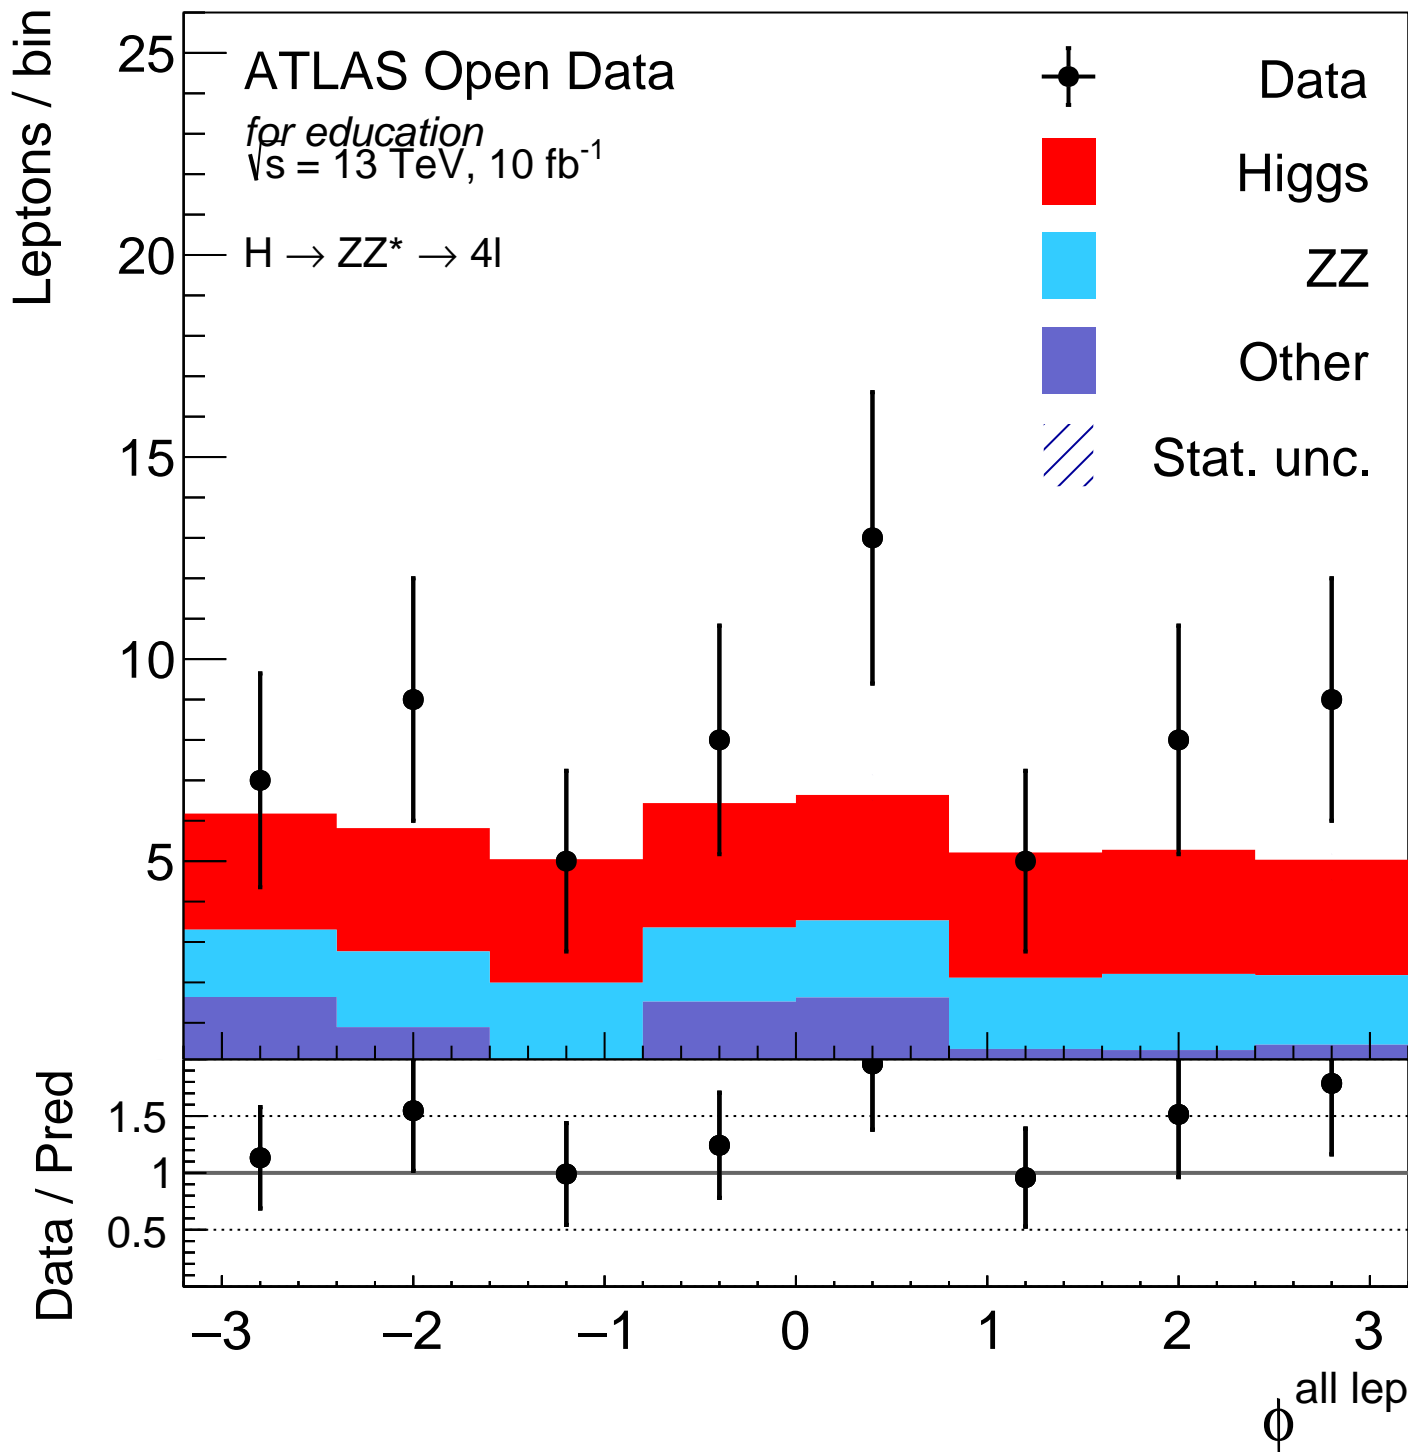 Leptons / bin
25
20
15
10
5
ATLAS Open Data
for education
√s = 13 TeV, 10 fb⁻¹
H → ZZ* → 4l
Data
Higgs
ZZ
Other
Stat. unc.
Data / Pred
1.5
1
0.5
–3 –2 –1 0 1 2 3
ϕ^all lep